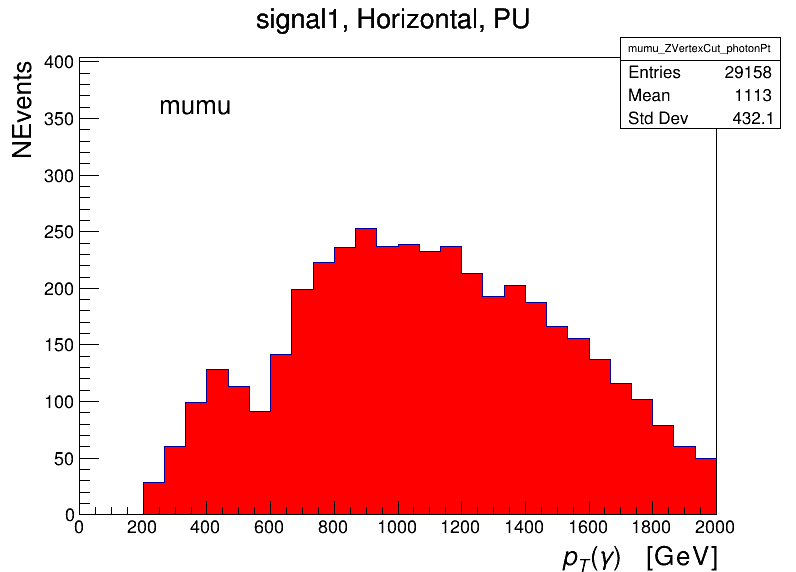 signal1, Horizontal, PU
mumu_ZVertexCut_photonPt
Entries 29158
Mean 1113
Std Dev 432.1
NEvents
mumu
400
350
300
250
200
150
100
50
0
0 200 400 600 800 1000 1200 1400 1600 1800 2000
p_T(γ) [GeV]